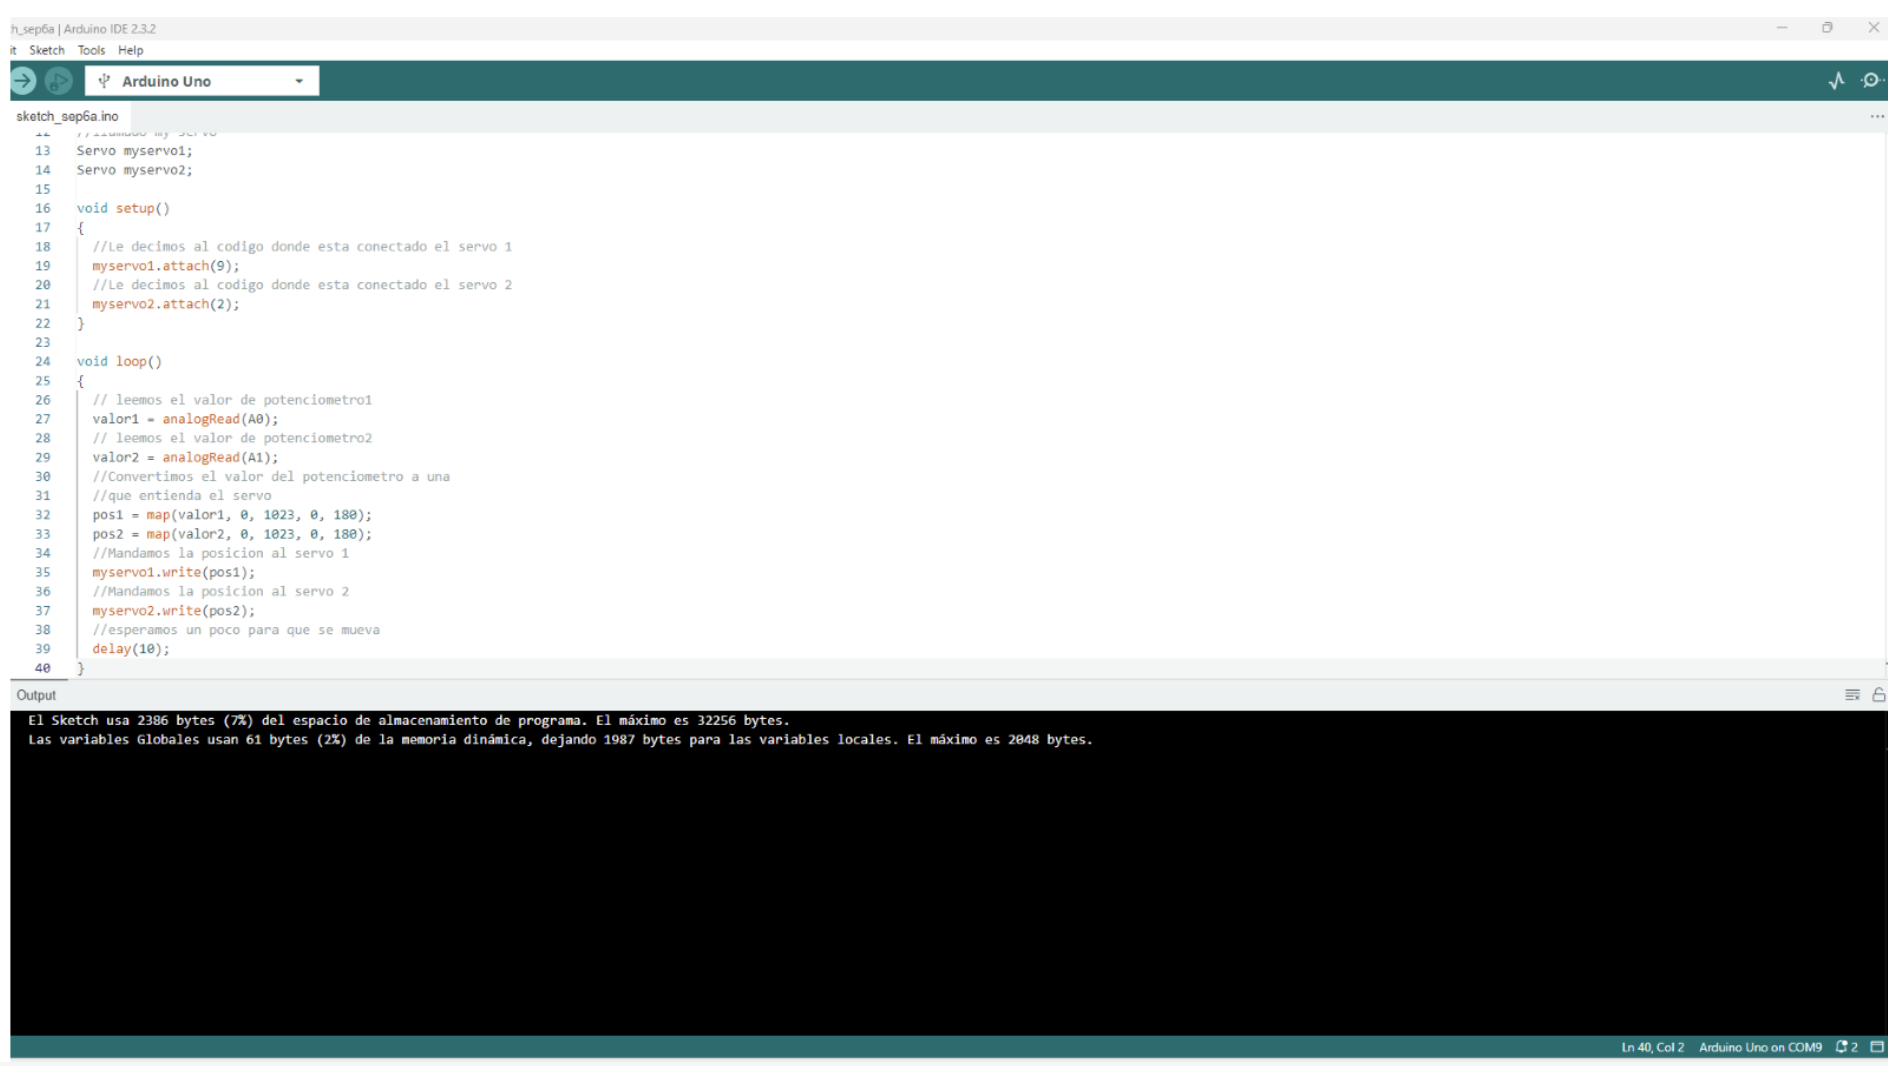 h_sep6a | Arduino IDE 2.3.2
it Sketch Tools Help
Arduino Uno
sketch_sep6a.ino
12 //llamado my servo
13 Servo myservo1;
14 Servo myservo2;
15
16 void setup()
17 {
18 //Le decimos al codigo donde esta conectado el servo 1
19 myservo1.attach(9);
20 //Le decimos al codigo donde esta conectado el servo 2
21 myservo2.attach(2);
22 }
23
24 void loop()
25 {
26 // leemos el valor de potenciometro1
27 valor1 = analogRead(A0);
28 // leemos el valor de potenciometro2
29 valor2 = analogRead(A1);
30 //Convertimos el valor del potenciometro a una
31 //que entienda el servo
32 pos1 = map(valor1, 0, 1023, 0, 180);
33 pos2 = map(valor2, 0, 1023, 0, 180);
34 //Mandamos la posicion al servo 1
35 myservo1.write(pos1);
36 //Mandamos la posicion al servo 2
37 myservo2.write(pos2);
38 //esperamos un poco para que se mueva
39 delay(10);
40 }
Output
El Sketch usa 2386 bytes (7%) del espacio de almacenamiento de programa. El máximo es 32256 bytes.
Las variables Globales usan 61 bytes (2%) de la memoria dinámica, dejando 1987 bytes para las variables locales. El máximo es 2048 bytes.
Ln 40, Col 2 Arduino Uno on COM9 2